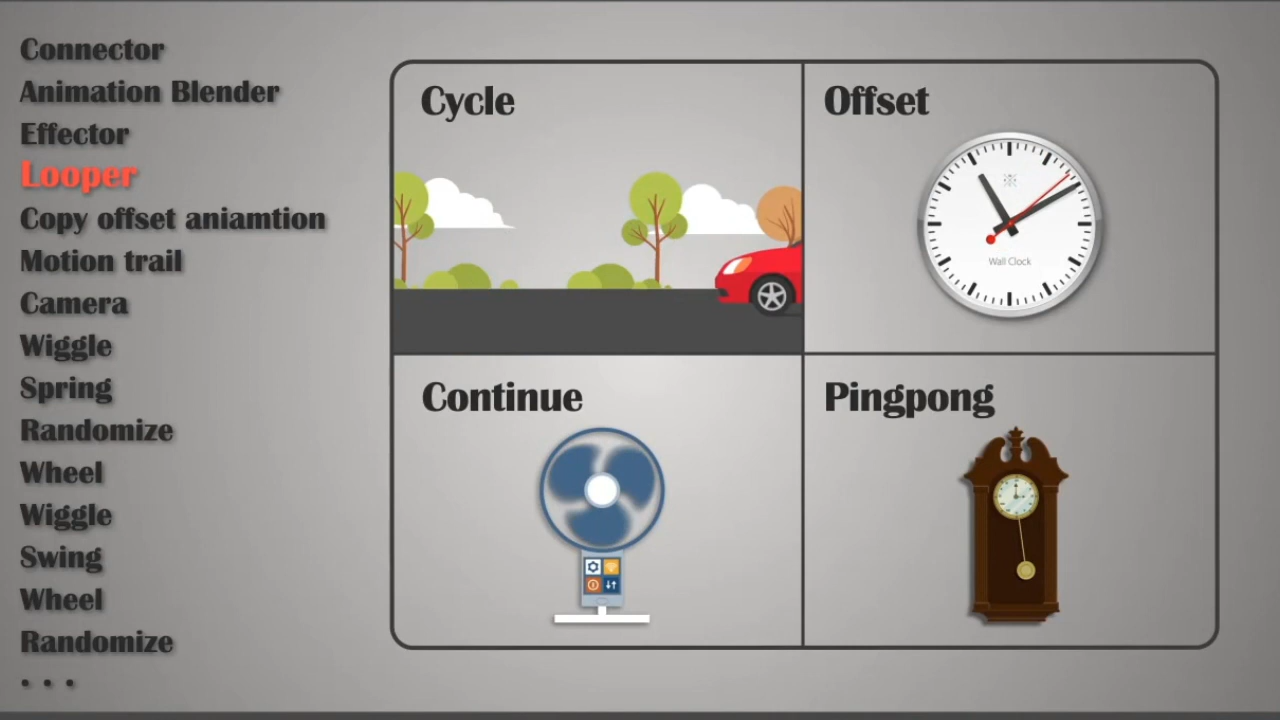 Connector
Animation Blender
Effector
Looper
Copy offset aniamtion
Motion trail
Camera
Wiggle
Spring
Randomize
Wheel
Wiggle
Swing
Wheel
Randomize
. . .
Cycle
Offset
Wall Clock
Continue
Pingpong